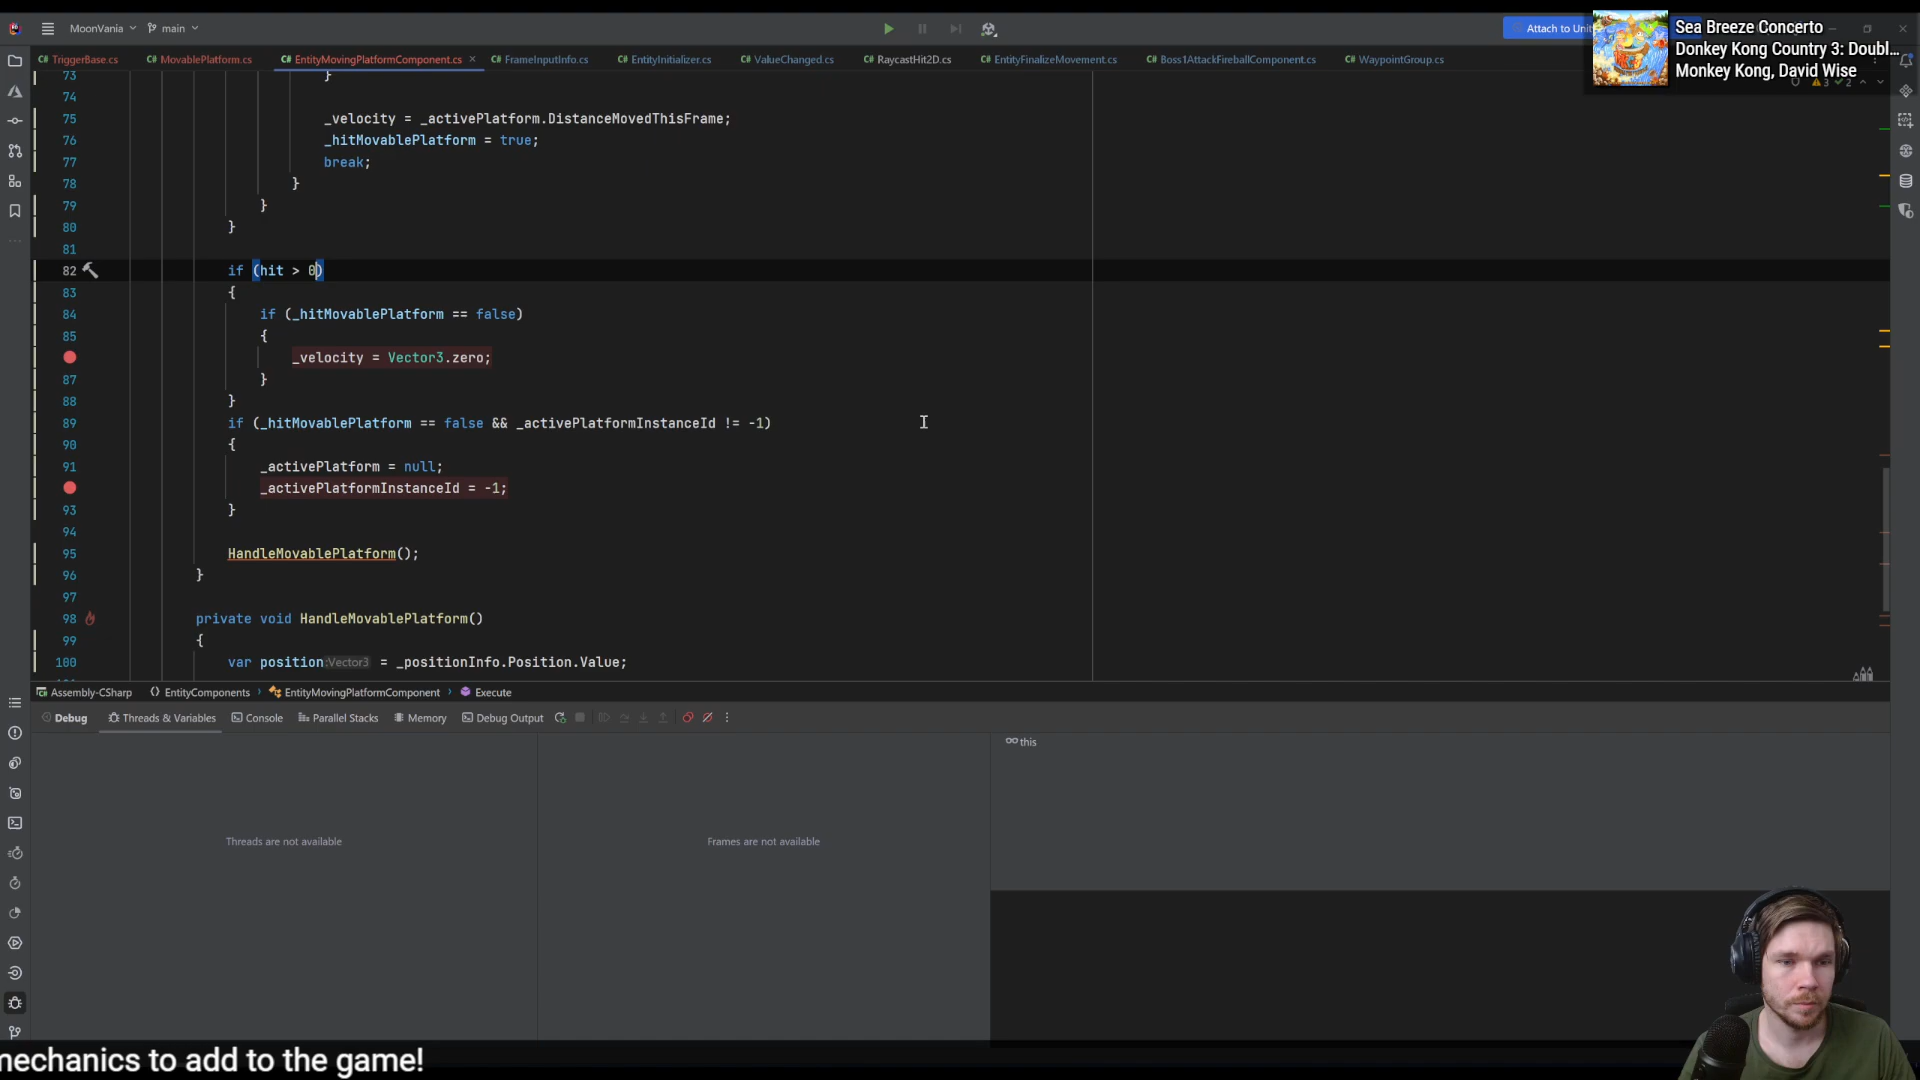 MoonVania
main
Attach to Unit
Sea Breeze Concerto
Donkey Kong Country 3: Doubl...
Monkey Kong, David Wise
TriggerBase.cs
MovablePlatform.cs
EntityMovingPlatformComponent.cs
FrameInputInfo.cs
EntityInitializer.cs
ValueChanged.cs
RaycastHit2D.cs
EntityFinalizeMovement.cs
Boss1AttackFireballComponent.cs
WaypointGroup.cs
3 2
73 }
74
75 _velocity = _activePlatform.DistanceMovedThisFrame;
76 _hitMovablePlatform = true;
77 break;
78 }
79 }
80 }
81
82 if (hit > 0)
83 {
84 if (_hitMovablePlatform == false)
85 {
_velocity = Vector3.zero;
87 }
88 }
89 if (_hitMovablePlatform == false && _activePlatformInstanceId != -1)
90 {
91 _activePlatform = null;
_activePlatformInstanceId = -1;
93 }
94
95 HandleMovablePlatform();
96 }
97
98 private void HandleMovablePlatform()
99 {
100 var position:Vector3 = _positionInfo.Position.Value;
Assembly-CSharp
EntityComponents
EntityMovingPlatformComponent
Execute
Debug
Threads & Variables
Console
Parallel Stacks
Memory
Debug Output
this
Threads are not available
Frames are not available
mechanics to add to the game!